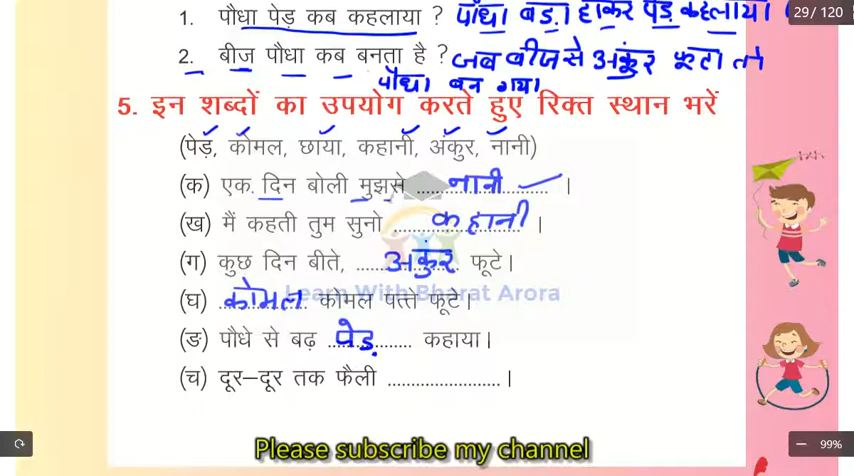 1. पौधा पेड़ कब कहलाया ? पौधा बड़ा होकर पेड़ कहलाया।
29 / 120
2. बीज पौधा कब बनता है ? जब बीज से अंकुर फूटा तो
पौधा बन गया।
5. इन शब्दों का उपयोग करते हुए रिक्त स्थान भरें
(पेड़, कोमल, छाया, कहानी, अंकुर, नानी)
(क) एक दिन बोली मुझसे ....नानी.... ।
(ख) मैं कहती तुम सुनो ....कहानी.... ।
(ग) कुछ दिन बीते, ....अंकुर.... फूटे।
Learn With Bharat Arora
(घ) ....कोमल.... कोमल पत्ते फूटे।
(ङ) पौधे से बढ़ ....पेड़.... कहाया।
(च) दूर–दूर तक फैली ........................ ।
99%
Please subscribe my channel